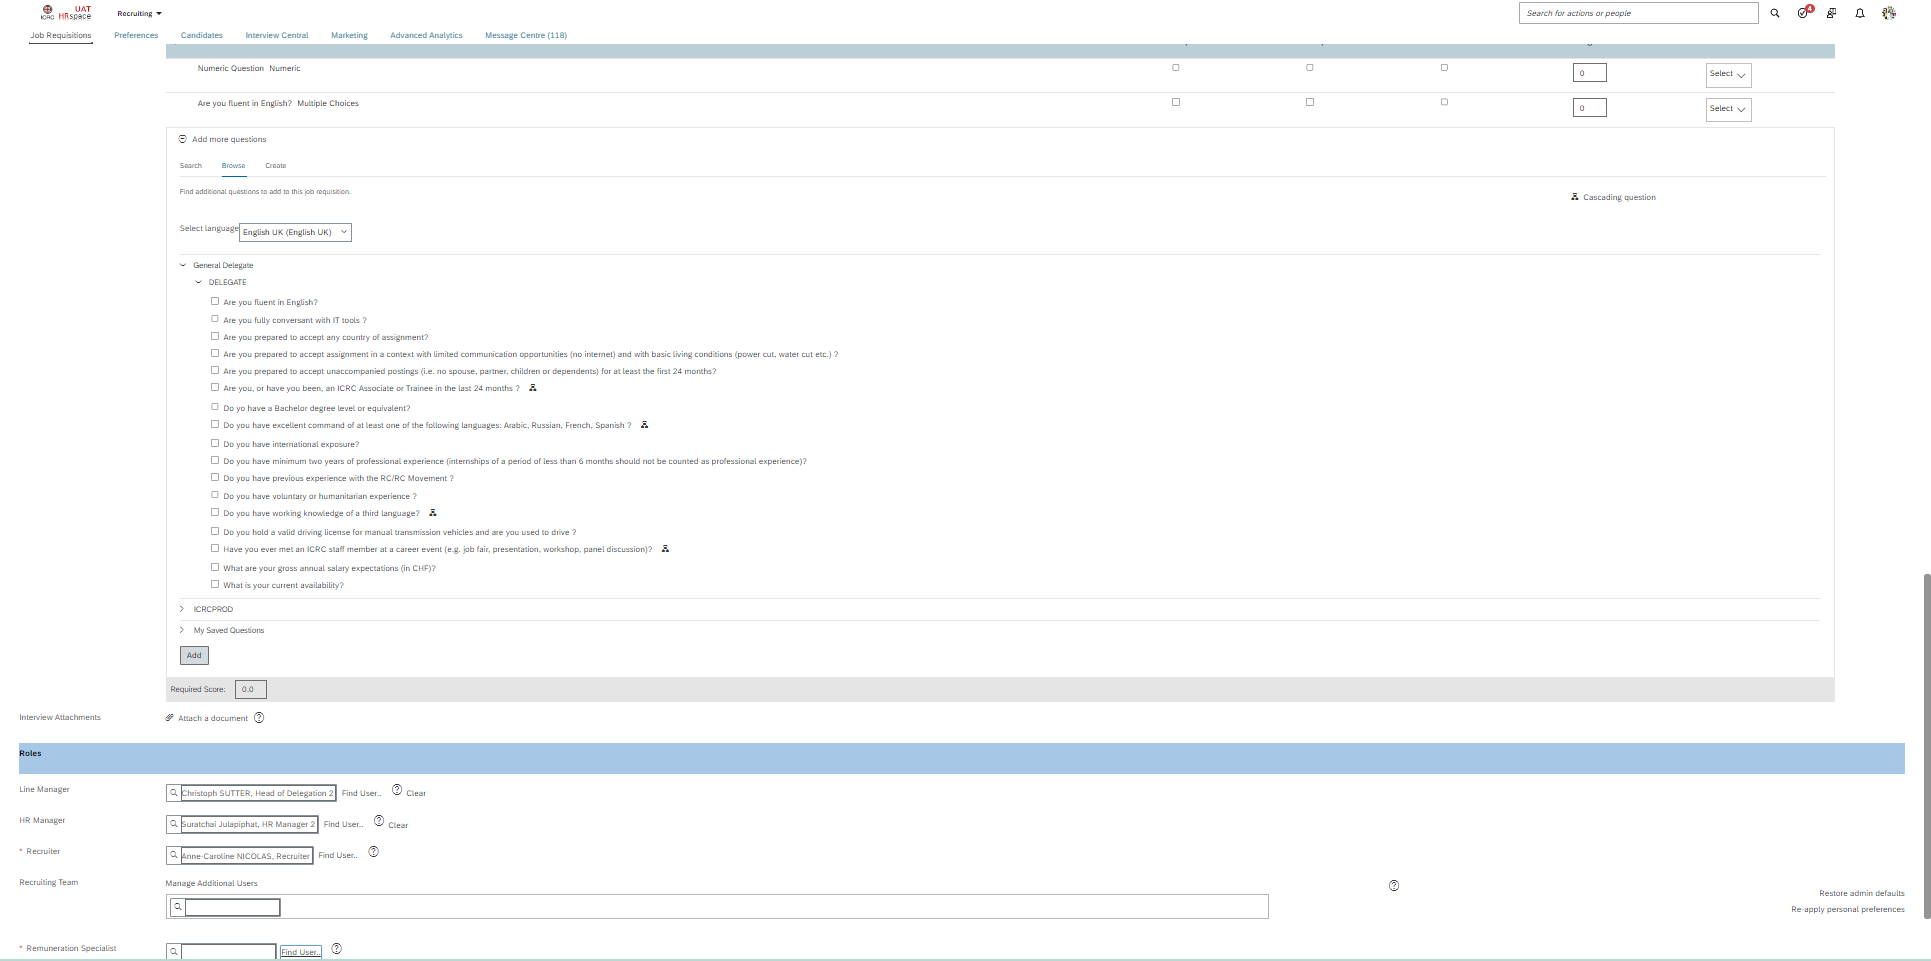 UAT
ICRC HRspace
Recruiting
Search for actions or people
4
Job Requisitions Preferences Candidates Interview Central Marketing Advanced Analytics Message Centre (118)
Numeric Question Numeric 0 Select
Are you fluent in English? Multiple Choices 0 Select
Add more questions
Search Browse Create
Find additional questions to add to this job requisition.
Cascading question
Select language English UK (English UK)
General Delegate
DELEGATE
Are you fluent in English?
Are you fully conversant with IT tools ?
Are you prepared to accept any country of assignment?
Are you prepared to accept assignment in a context with limited communication opportunities (no internet) and with basic living conditions (power cut, water cut etc.) ?
Are you prepared to accept unaccompanied postings (i.e. no spouse, partner, children or dependents) for at least the first 24 months?
Are you, or have you been, an ICRC Associate or Trainee in the last 24 months ?
Do yo have a Bachelor degree level or equivalent?
Do you have excellent command of at least one of the following languages: Arabic, Russian, French, Spanish ?
Do you have international exposure?
Do you have minimum two years of professional experience (internships of a period of less than 6 months should not be counted as professional experience)?
Do you have previous experience with the RC/RC Movement ?
Do you have voluntary or humanitarian experience ?
Do you have working knowledge of a third language?
Do you hold a valid driving license for manual transmission vehicles and are you used to drive ?
Have you ever met an ICRC staff member at a career event (e.g. job fair, presentation, workshop, panel discussion)?
What are your gross annual salary expectations (in CHF)?
What is your current availability?
ICRCPROD
My Saved Questions
Add
Required Score: 0.0
Interview Attachments Attach a document
Roles
Line Manager Christoph SUTTER, Head of Delegation 2 Find User.. Clear
HR Manager Suratchai Julapiphat, HR Manager 2 Find User.. Clear
* Recruiter Anne-Caroline NICOLAS, Recruiter Find User..
Recruiting Team Manage Additional Users
Restore admin defaults
Re-apply personal preferences
* Remuneration Specialist Find User..